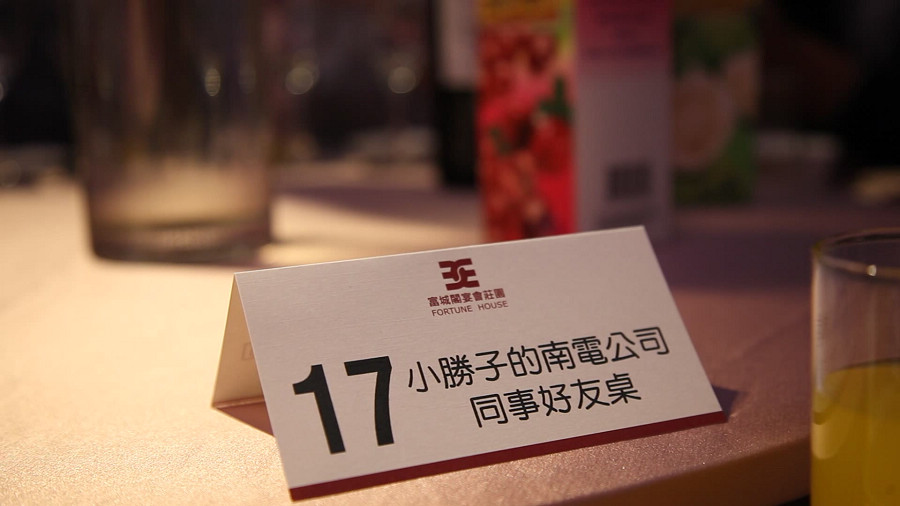 富城閣宴會莊園
FORTUNE HOUSE
17
小勝子的南電公司
同事好友桌